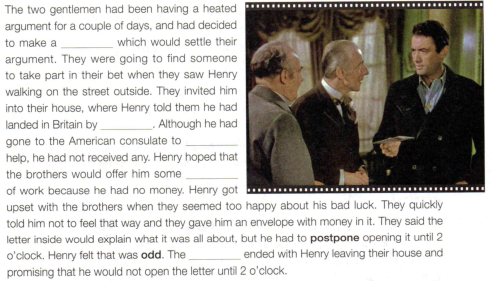 The two gentlemen had been having a heated
argument for a couple of days, and had decided
to make a __________ which would settle their
argument. They were going to find someone
to take part in their bet when they saw Henry
walking on the street outside. They invited him
into their house, where Henry told them he had
landed in Britain by __________. Although he had
gone to the American consulate to __________
help, he had not received any. Henry hoped that
the brothers would offer him some __________
of work because he had no money. Henry got
upset with the brothers when they seemed too happy about his bad luck. They quickly
told him not to feel that way and they gave him an envelope with money in it. They said the
letter inside would explain what it was all about, but he had to postpone opening it until 2
o'clock. Henry felt that was odd. The __________ ended with Henry leaving their house and
promising that he would not open the letter until 2 o'clock.